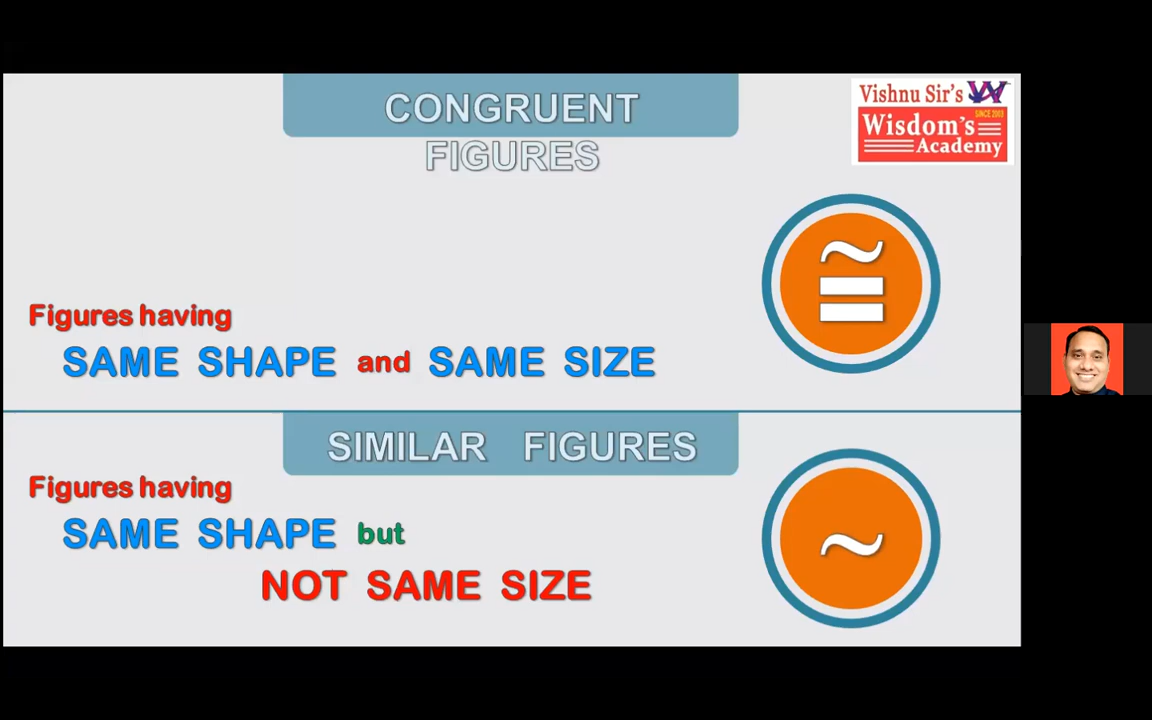 CONGRUENT
FIGURES
Vishnu Sir's W
SINCE 2003
Wisdom's
Academy
≅
Figures having
SAME SHAPE and SAME SIZE
SIMILAR FIGURES
Figures having
SAME SHAPE but
NOT SAME SIZE
~